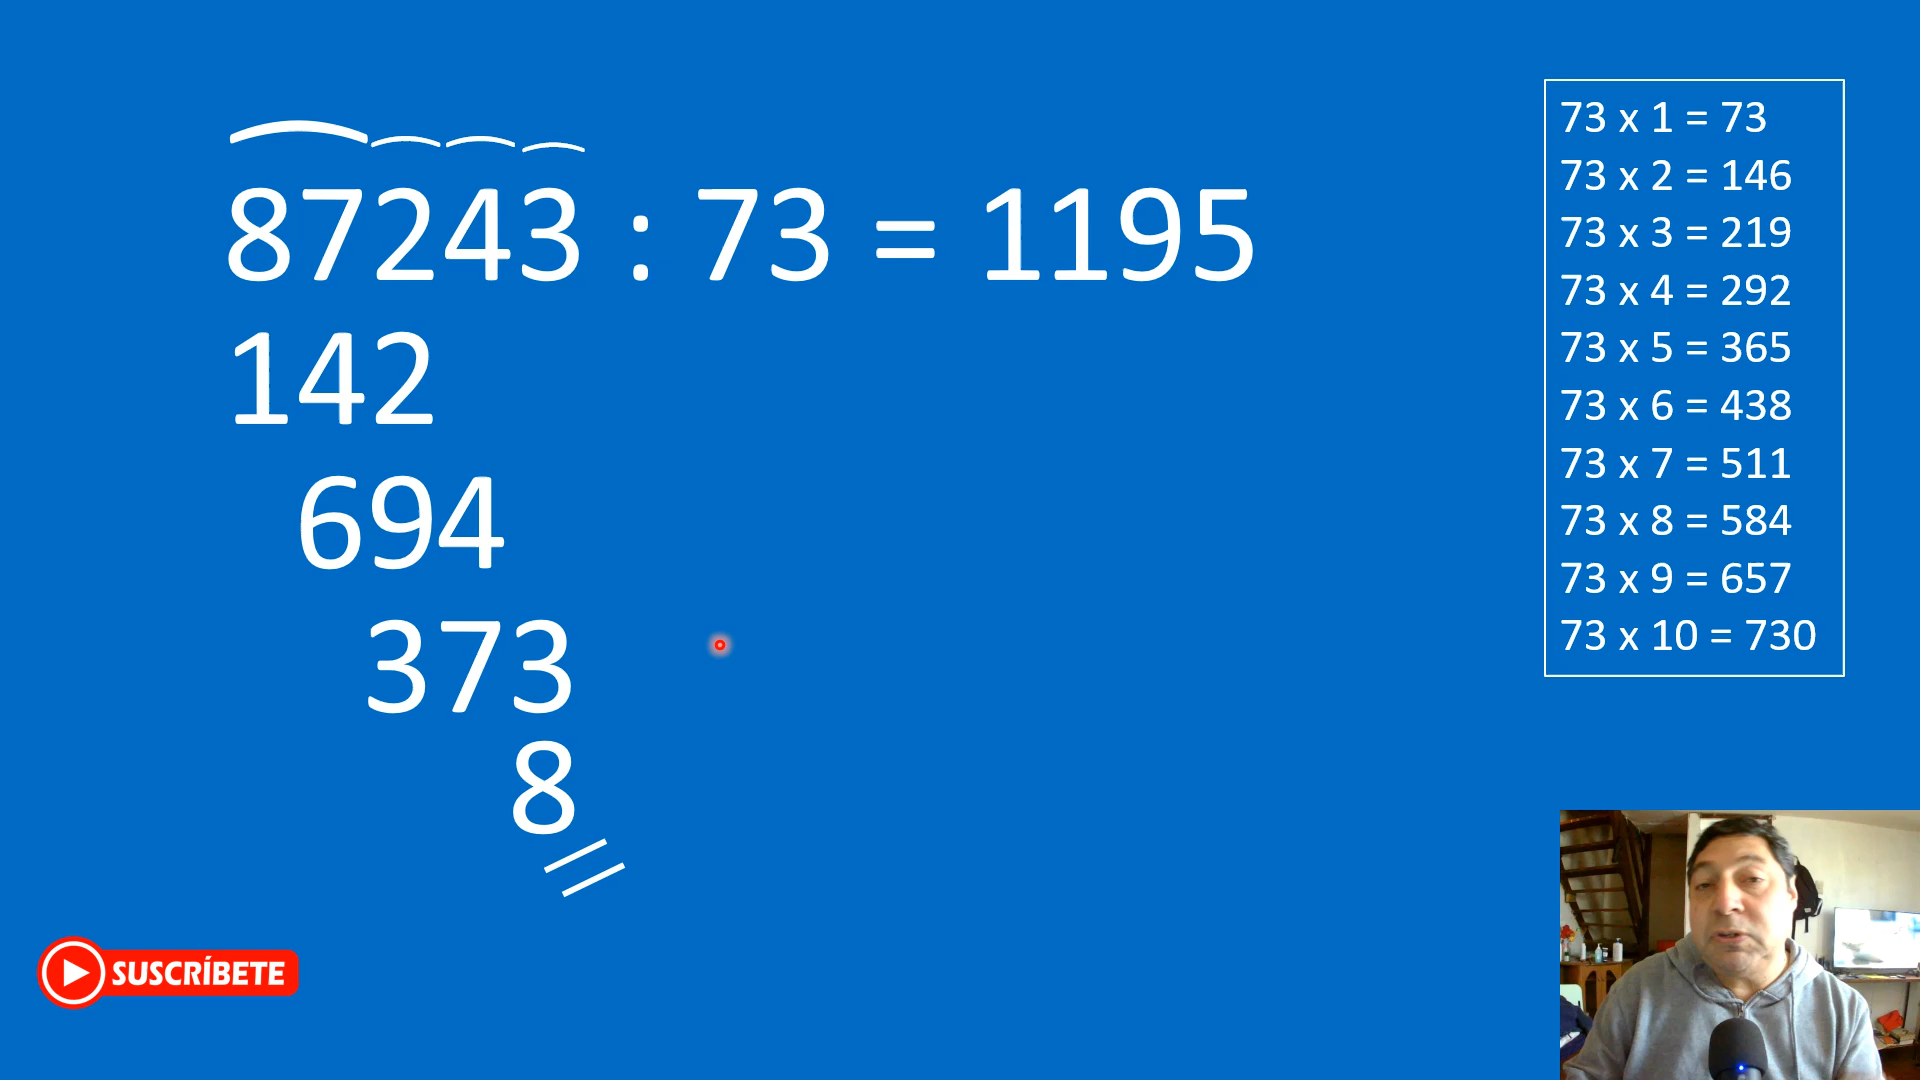 87243 : 73 = 1195
142
694
373
8
73 x 1 = 73
73 x 2 = 146
73 x 3 = 219
73 x 4 = 292
73 x 5 = 365
73 x 6 = 438
73 x 7 = 511
73 x 8 = 584
73 x 9 = 657
73 x 10 = 730
SUSCRÍBETE